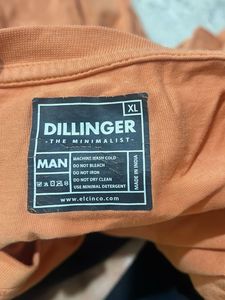 XL
DILLINGER
-THE MINIMALIST-
MAN
MACHINE WASH COLD
DO NOT BLEACH
DO NOT IRON
DO NOT DRY CLEAN
USE MINIMAL DETERGENT
MADE IN INDIA
www.elcinco.com